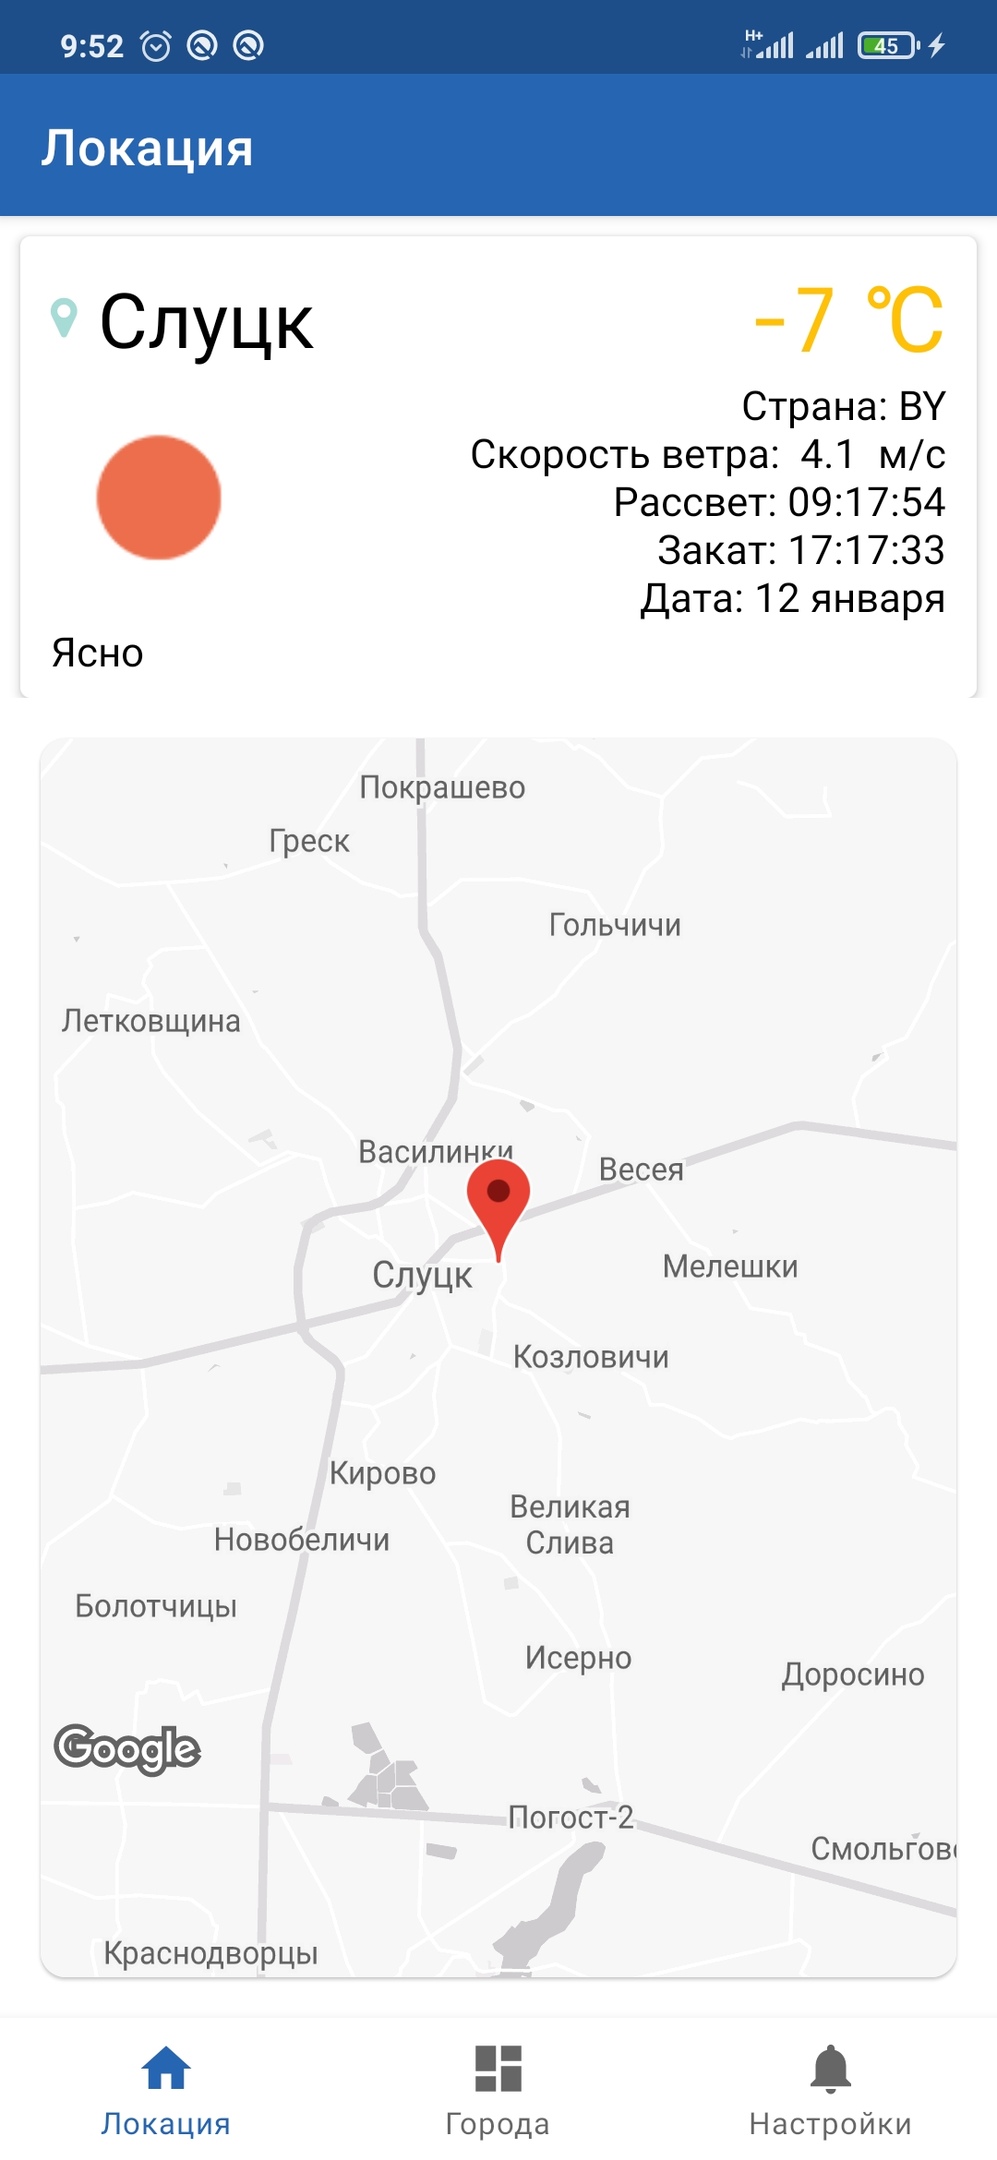 9:52
H+
45
Локация
Слуцк
-7 ℃
Страна: BY
Скорость ветра: 4.1 м/с
Рассвет: 09:17:54
Закат: 17:17:33
Дата: 12 января
Ясно
Покрашево
Греск
Гольчичи
Летковщина
Василинки
Весея
Мелешки
Слуцк
Козловичи
Кирово
Великая
Слива
Новобеличи
Болотчицы
Исерно
Доросино
Google
Погост-2
Смольгово
Краснодворцы
Локация
Города
Настройки